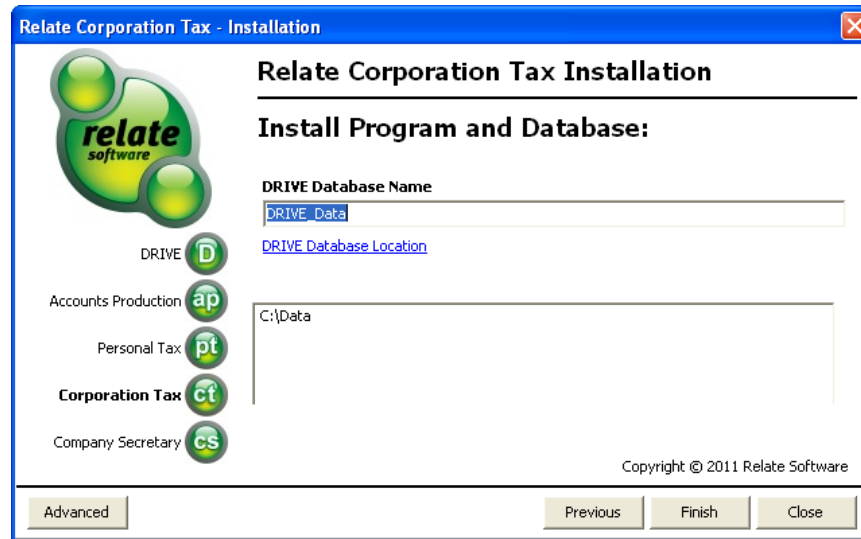 Relate Corporation Tax - Installation
relate
software
Relate Corporation Tax Installation
Install Program and Database:
DRIVE Database Name
DRIVE_Data
DRIVE Database Location
DRIVE D
Accounts Production ap
C:\Data
Personal Tax pt
Corporation Tax ct
Company Secretary cs
Copyright © 2011 Relate Software
Advanced Previous Finish Close